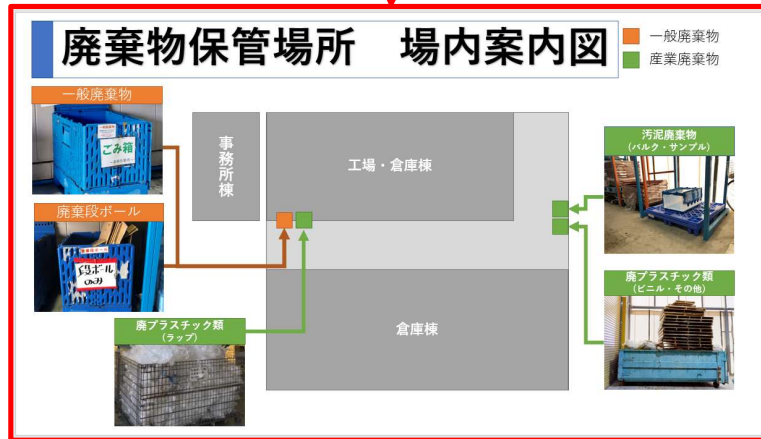 廃棄物保管場所　場内案内図
一般廃棄物
産業廃棄物
一般廃棄物
ごみ箱
廃棄段ボール
段ボール
のみ
事務所棟
工場・倉庫棟
倉庫棟
廃プラスチック類
(ラップ)
汚泥廃棄物
(バルク・サンプル)
廃プラスチック類
(ビニル・その他)